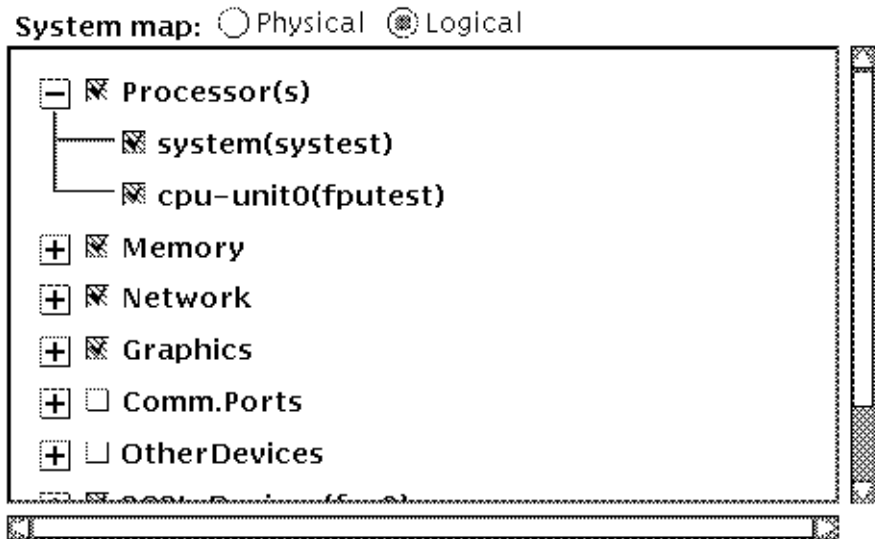 System map: Physical Logical
Processor(s)
system(systest)
cpu-unit0(fputest)
Memory
Network
Graphics
Comm.Ports
OtherDevices